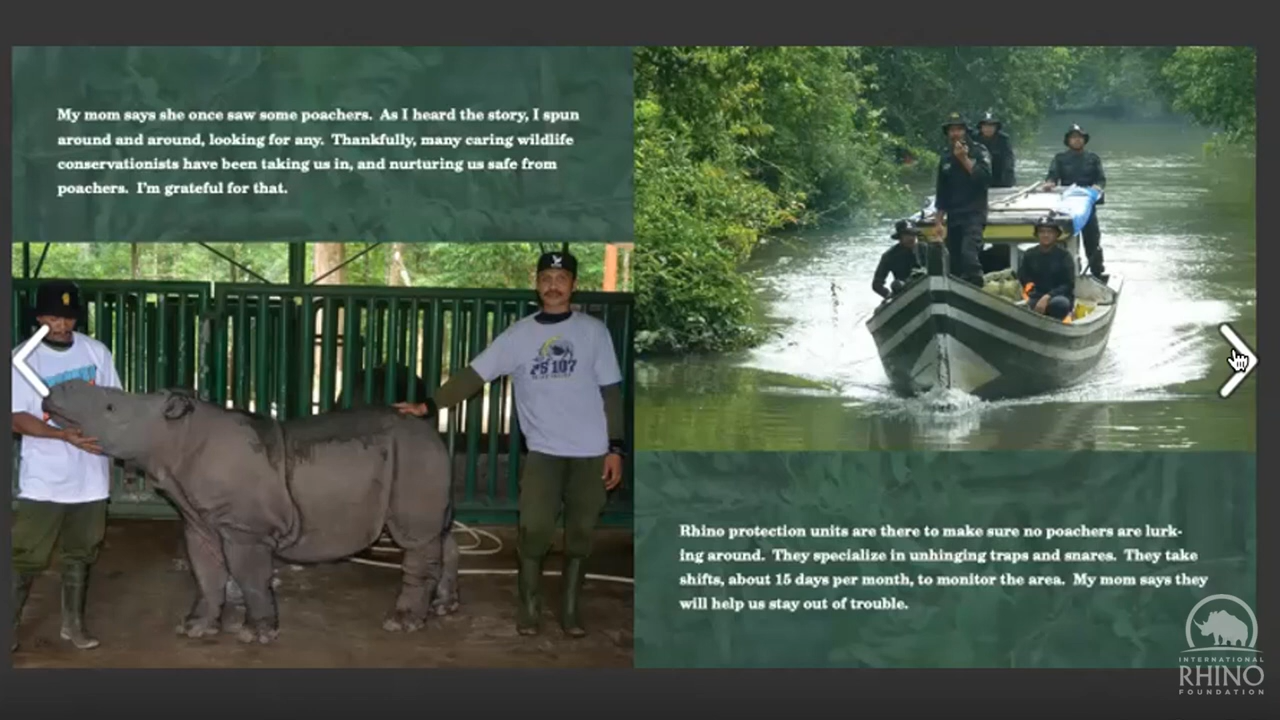 My mom says she once saw some poachers. As I heard the story, I spun
around and around, looking for any. Thankfully, many caring wildlife
conservationists have been taking us in, and nurturing us safe from
poachers. I'm grateful for that.
Rhino protection units are there to make sure no poachers are lurk-
ing around. They specialize in unhinging traps and snares. They take
shifts, about 15 days per month, to monitor the area. My mom says they
will help us stay out of trouble.
INTERNATIONAL
RHINO
FOUNDATION